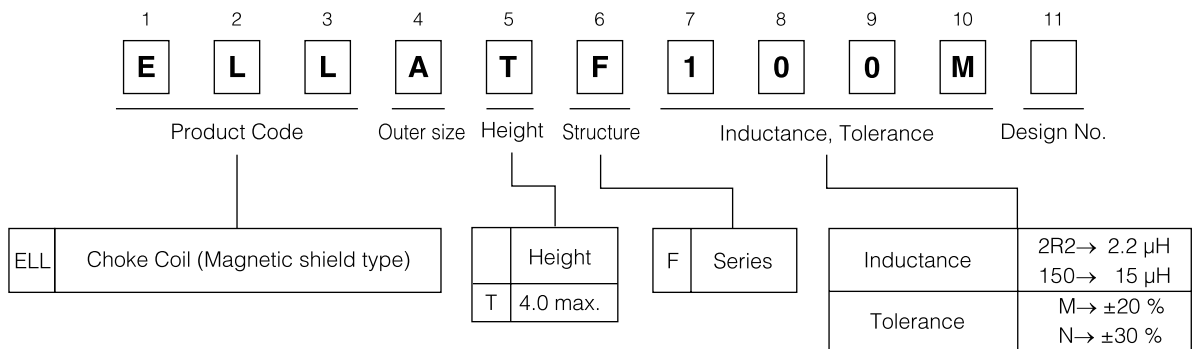 1 2 3 4 5 6 7 8 9 10 11
E L L A T F 1 0 0 M
Product Code Outer size Height Structure Inductance, Tolerance Design No.
ELL Choke Coil (Magnetic shield type)
Height
T 4.0 max.
F Series
Inductance
2R2→ 2.2 µH
150→ 15 µH
Tolerance
M→ ±20 %
N→ ±30 %